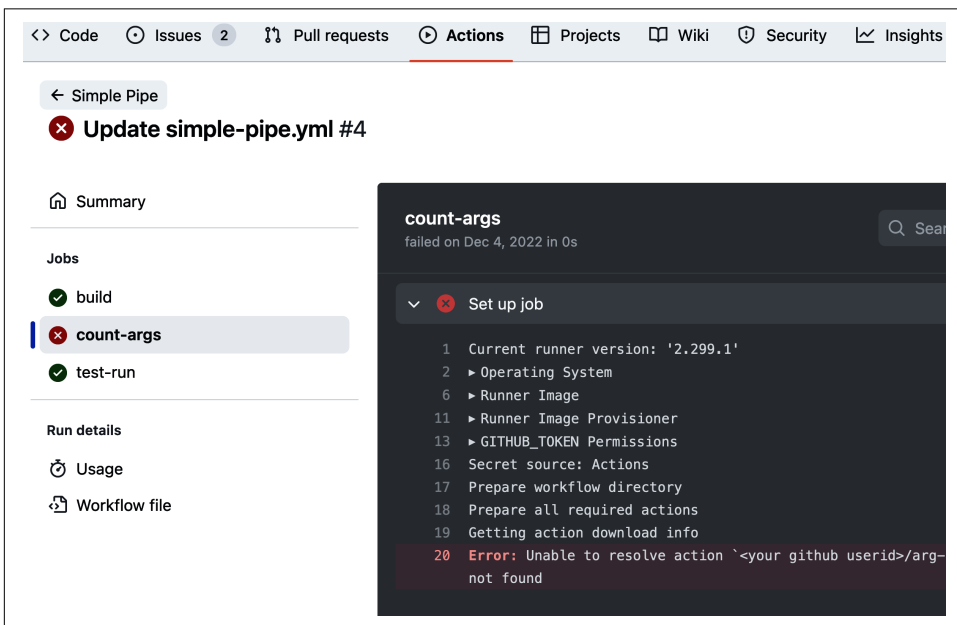 Code Issues 2 Pull requests Actions Projects Wiki Security Insights
Simple Pipe
Update simple-pipe.yml #4
Summary
Jobs
build
count-args
test-run
Run details
Usage
Workflow file
count-args
failed on Dec 4, 2022 in 0s
Set up job
1 Current runner version: '2.299.1'
2 Operating System
6 Runner Image
11 Runner Image Provisioner
13 GITHUB_TOKEN Permissions
16 Secret source: Actions
17 Prepare workflow directory
18 Prepare all required actions
19 Getting action download info
20 Error: Unable to resolve action `<your github userid>/arg-
not found